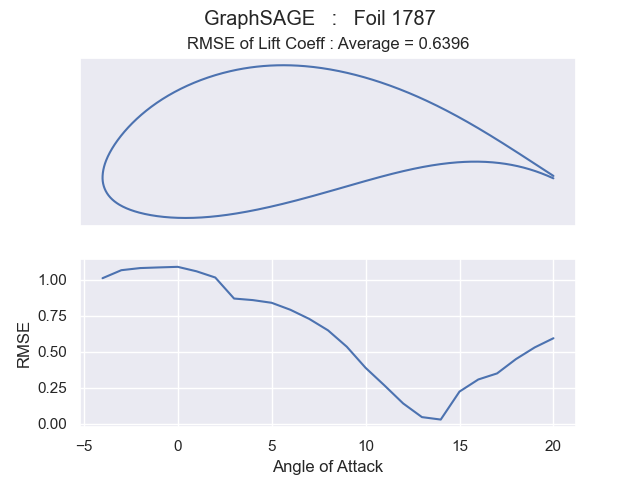 GraphSAGE   :   Foil 1787
RMSE of Lift Coeff : Average = 0.6396
1.00
0.75
0.50
0.25
0.00
RMSE
−5 0 5 10 15 20
Angle of Attack